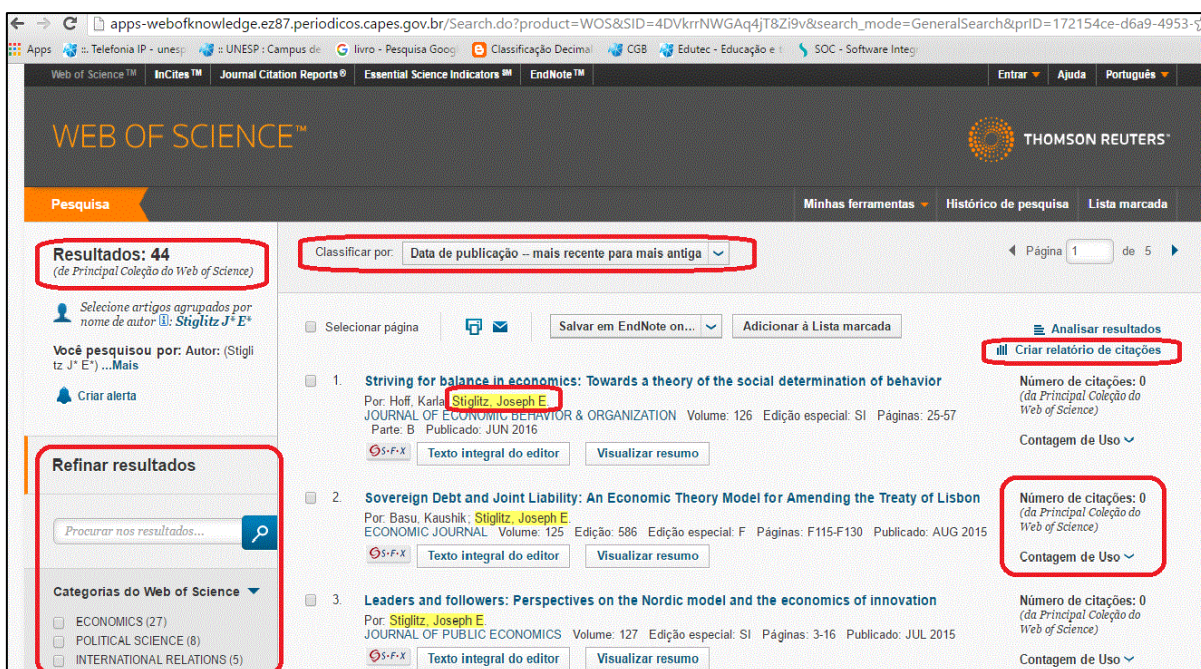 apps-webofknowledge.ez87.periodicos.capes.gov.br/Search.do?product=WOS&SID=4DVkrrNWGAq4jT8Zi9v&search_mode=GeneralSearch&prID=172154ce-d6a9-4953-
Apps .:: Telefonia IP - unesp :: UNESP : Campus de livro - Pesquisa Goog Classificação Decimal CGB Edutec - Educação e t SOC - Software Integr
Web of Science™ InCites™ Journal Citation Reports® Essential Science Indicators℠ EndNote™ Entrar Ajuda Português
WEB OF SCIENCE™
THOMSON REUTERS™
Pesquisa Minhas ferramentas Histórico de pesquisa Lista marcada
Resultados: 44
(de Principal Coleção do Web of Science)
Selecione artigos agrupados por
nome de autor i: Stiglitz J* E*
Você pesquisou por: Autor: (Stigli
tz J* E*) ...Mais
Criar alerta
Refinar resultados
Procurar nos resultados...
Categorias do Web of Science
ECONOMICS (27)
POLITICAL SCIENCE (8)
INTERNATIONAL RELATIONS (5)
Classificar por: Data de publicação -- mais recente para mais antiga
Página 1 de 5
Selecionar página Salvar em EndNote on... Adicionar à Lista marcada
Analisar resultados
Criar relatório de citações
1. Striving for balance in economics: Towards a theory of the social determination of behavior
Por: Hoff, Karla; Stiglitz, Joseph E.
JOURNAL OF ECONOMIC BEHAVIOR & ORGANIZATION Volume: 126 Edição especial: SI Páginas: 25-57
Parte: B Publicado: JUN 2016
S·F·X Texto integral do editor Visualizar resumo
Número de citações: 0
(da Principal Coleção do
Web of Science)
Contagem de Uso
2. Sovereign Debt and Joint Liability: An Economic Theory Model for Amending the Treaty of Lisbon
Por: Basu, Kaushik; Stiglitz, Joseph E.
ECONOMIC JOURNAL Volume: 125 Edição: 586 Edição especial: F Páginas: F115-F130 Publicado: AUG 2015
S·F·X Texto integral do editor Visualizar resumo
Número de citações: 0
(da Principal Coleção do
Web of Science)
Contagem de Uso
3. Leaders and followers: Perspectives on the Nordic model and the economics of innovation
Por: Stiglitz, Joseph E.
JOURNAL OF PUBLIC ECONOMICS Volume: 127 Edição especial: SI Páginas: 3-16 Publicado: JUL 2015
S·F·X Texto integral do editor Visualizar resumo
Número de citações: 0
(da Principal Coleção do
Web of Science)
Contagem de Uso